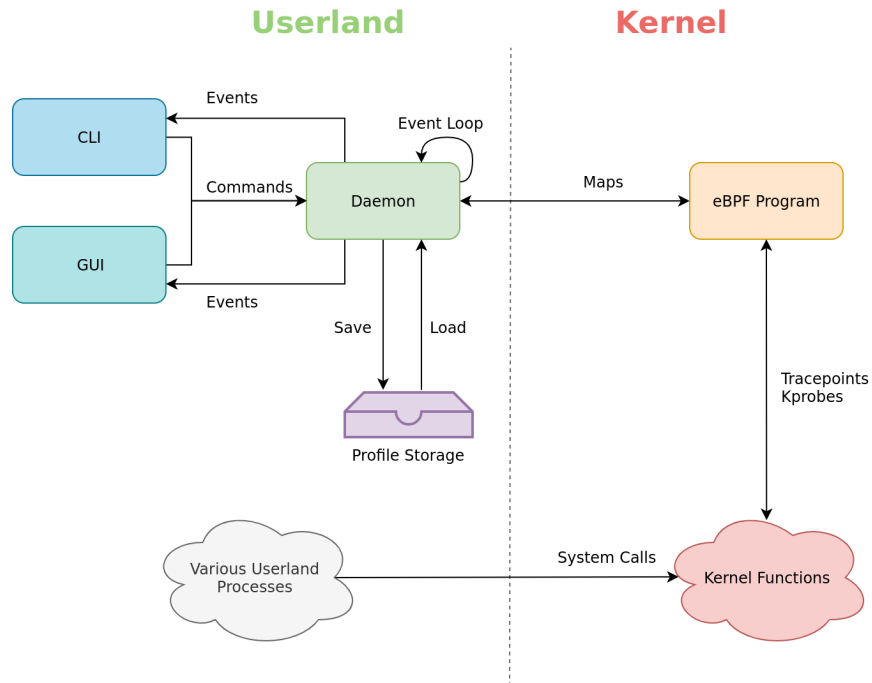 Userland
Kernel
Events
CLI
Event Loop
Commands
Daemon
Maps
eBPF Program
GUI
Events
Save
Load
Tracepoints
Kprobes
Profile Storage
Various Userland
Processes
System Calls
Kernel Functions